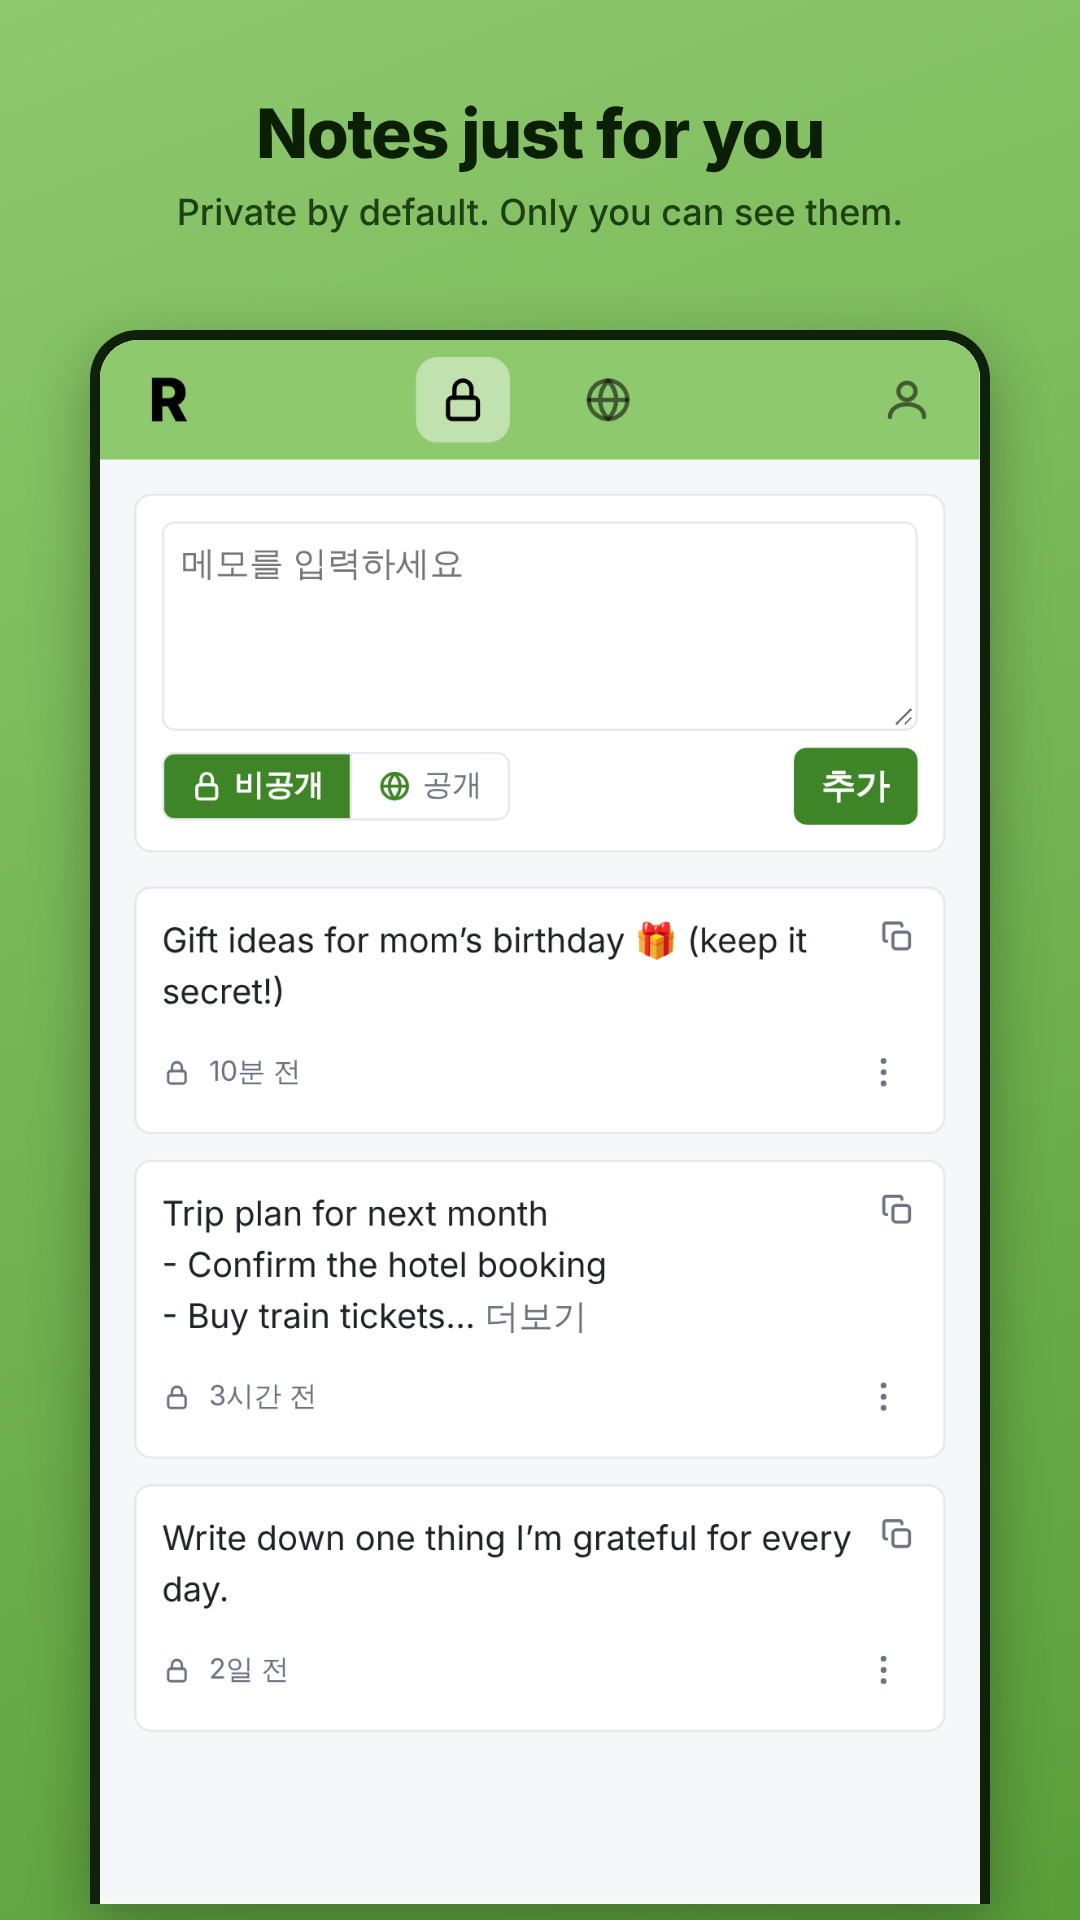 Notes just for you
Private by default. Only you can see them.
R
메모를 입력하세요
비공개 공개 추가
Gift ideas for mom’s birthday 🎁 (keep it
secret!)
10분 전
Trip plan for next month
- Confirm the hotel booking
- Buy train tickets... 더보기
3시간 전
Write down one thing I’m grateful for every
day.
2일 전